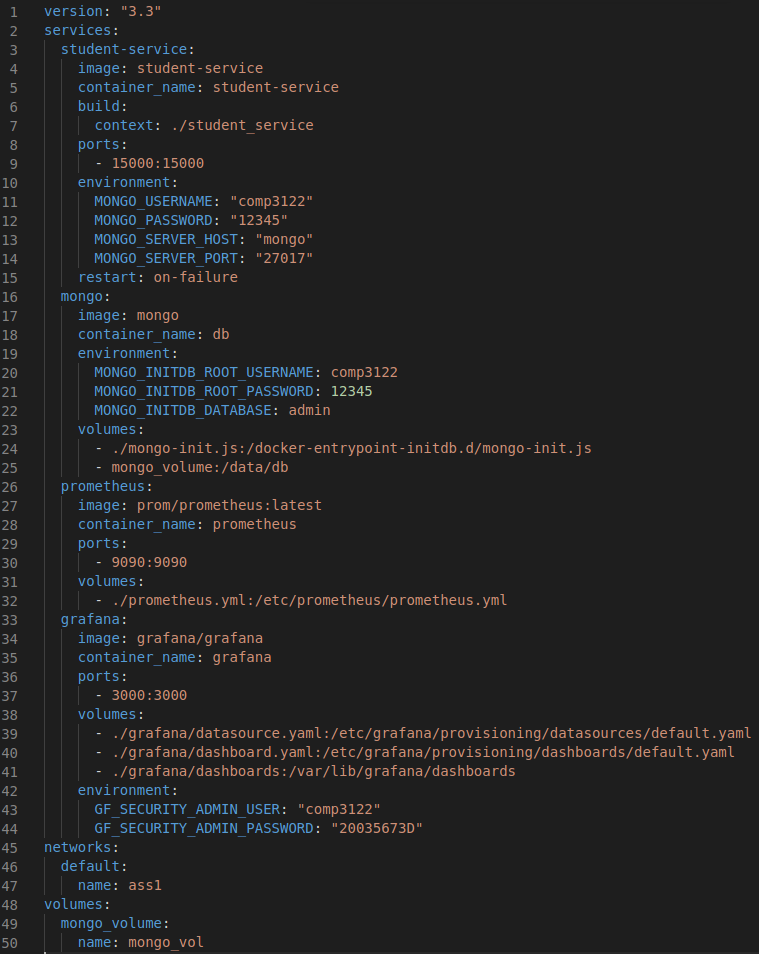 1 version: "3.3"
2 services:
3   student-service:
4     image: student-service
5     container_name: student-service
6     build:
7       context: ./student_service
8     ports:
9       - 15000:15000
10     environment:
11       MONGO_USERNAME: "comp3122"
12       MONGO_PASSWORD: "12345"
13       MONGO_SERVER_HOST: "mongo"
14       MONGO_SERVER_PORT: "27017"
15     restart: on-failure
16   mongo:
17     image: mongo
18     container_name: db
19     environment:
20       MONGO_INITDB_ROOT_USERNAME: comp3122
21       MONGO_INITDB_ROOT_PASSWORD: 12345
22       MONGO_INITDB_DATABASE: admin
23     volumes:
24       - ./mongo-init.js:/docker-entrypoint-initdb.d/mongo-init.js
25       - mongo_volume:/data/db
26   prometheus:
27     image: prom/prometheus:latest
28     container_name: prometheus
29     ports:
30       - 9090:9090
31     volumes:
32       - ./prometheus.yml:/etc/prometheus/prometheus.yml
33   grafana:
34     image: grafana/grafana
35     container_name: grafana
36     ports:
37       - 3000:3000
38     volumes:
39       - ./grafana/datasource.yaml:/etc/grafana/provisioning/datasources/default.yaml
40       - ./grafana/dashboard.yaml:/etc/grafana/provisioning/dashboards/default.yaml
41       - ./grafana/dashboards:/var/lib/grafana/dashboards
42     environment:
43       GF_SECURITY_ADMIN_USER: "comp3122"
44       GF_SECURITY_ADMIN_PASSWORD: "20035673D"
45 networks:
46   default:
47     name: ass1
48 volumes:
49   mongo_volume:
50     name: mongo_vol